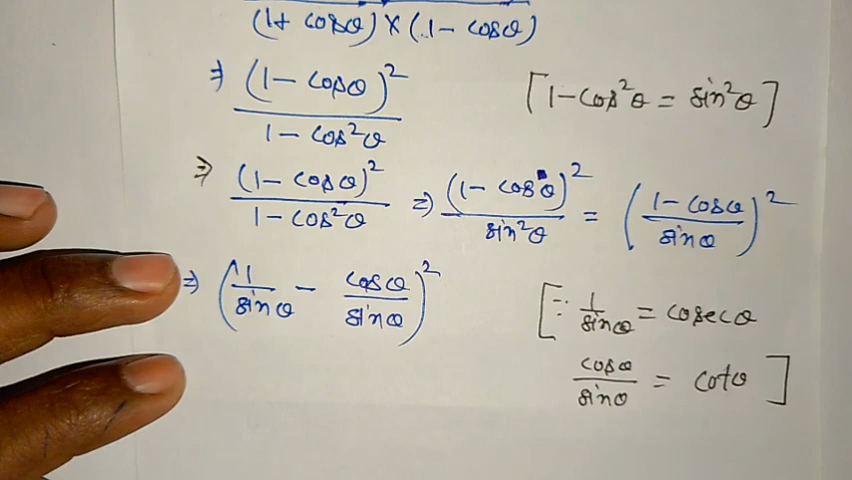 (1+ cosθ) × (1 - cosθ)
⇒ (1 - cosθ)² / 1 - cos²θ [1 - cos²θ = sin²θ]
⇒ (1 - cosθ)² / 1 - cos²θ ⇒ (1 - cosθ)² / sin²θ = (1 - cosθ / sinθ)²
⇒ (1/sinθ - cosθ/sinθ)² [∵ 1/sinθ = cosecθ
cosθ/sinθ = cotθ]